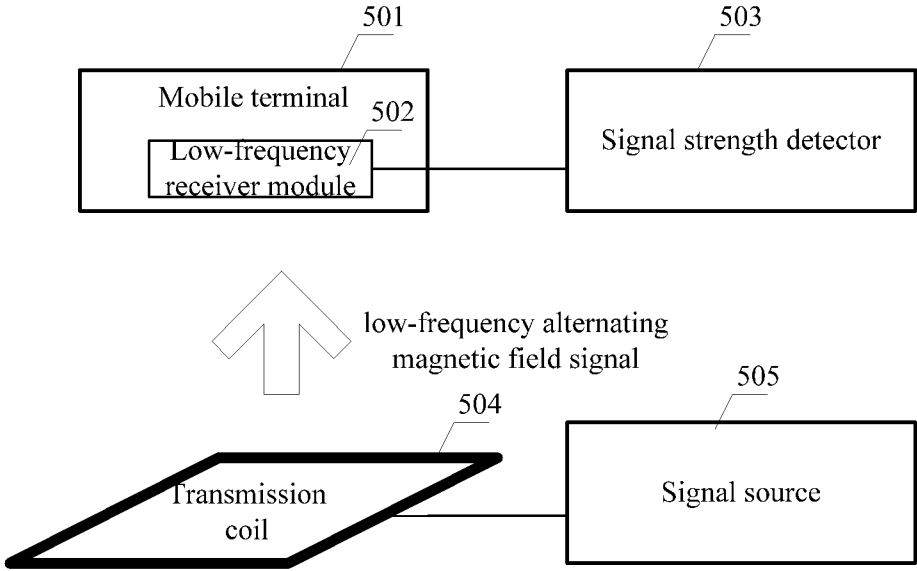 501
503
Mobile terminal
502
Low-frequency
receiver module
Signal strength detector
low-frequency alternating
magnetic field signal
504
505
Transmission
coil
Signal source